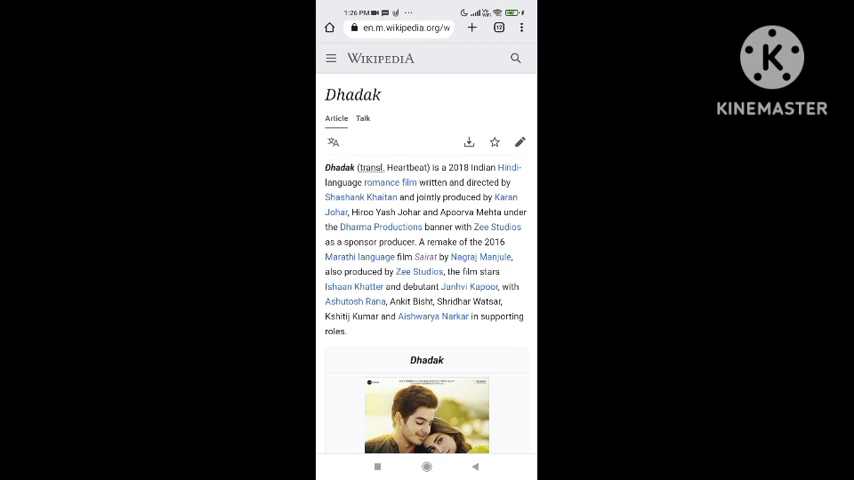 1:26 PM
en.m.wikipedia.org/w
12
WIKIPEDIA
KINEMASTER
Dhadak
Article Talk
Dhadak (transl. Heartbeat) is a 2018 Indian Hindi-
language romance film written and directed by
Shashank Khaitan and jointly produced by Karan
Johar, Hiroo Yash Johar and Apoorva Mehta under
the Dharma Productions banner with Zee Studios
as a sponsor producer. A remake of the 2016
Marathi language film Sairat by Nagraj Manjule,
also produced by Zee Studios, the film stars
Ishaan Khatter and debutant Janhvi Kapoor, with
Ashutosh Rana, Ankit Bisht, Shridhar Watsar,
Kshitij Kumar and Aishwarya Narkar in supporting
roles.
Dhadak